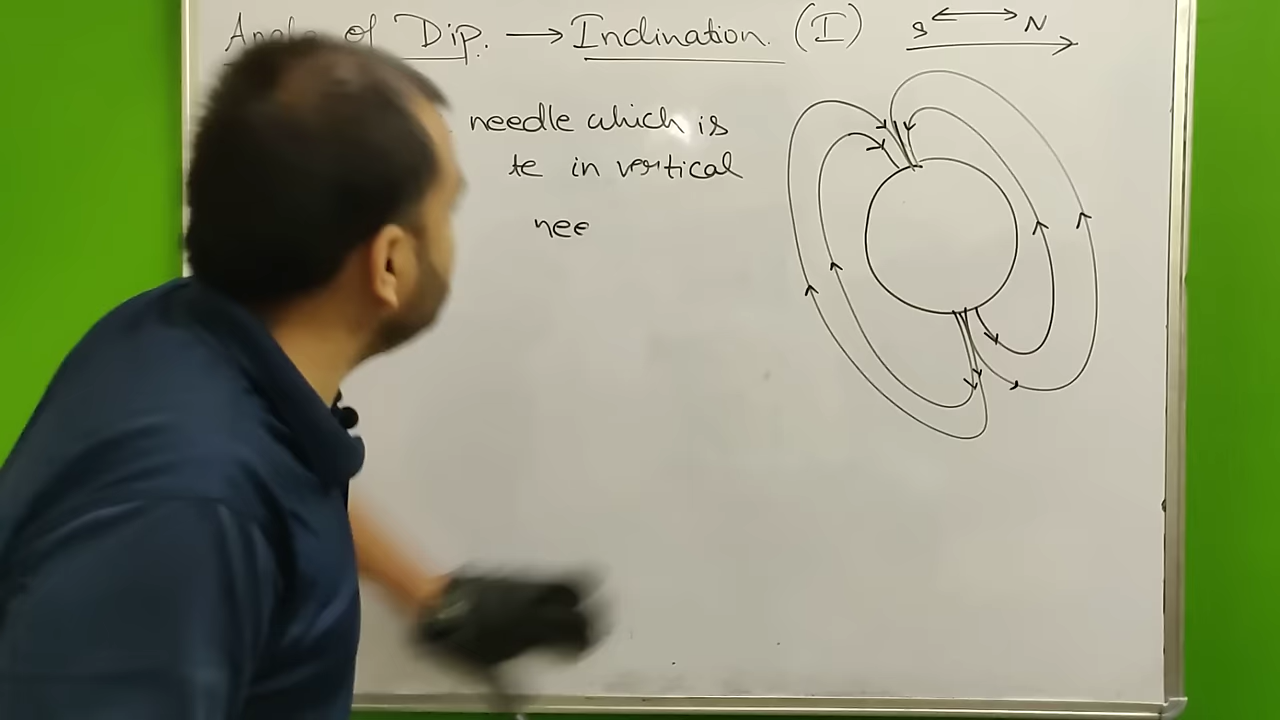 Angle of Dip. → Inclination. (I)
S ↔ N
needle which is
te in vertical
nee